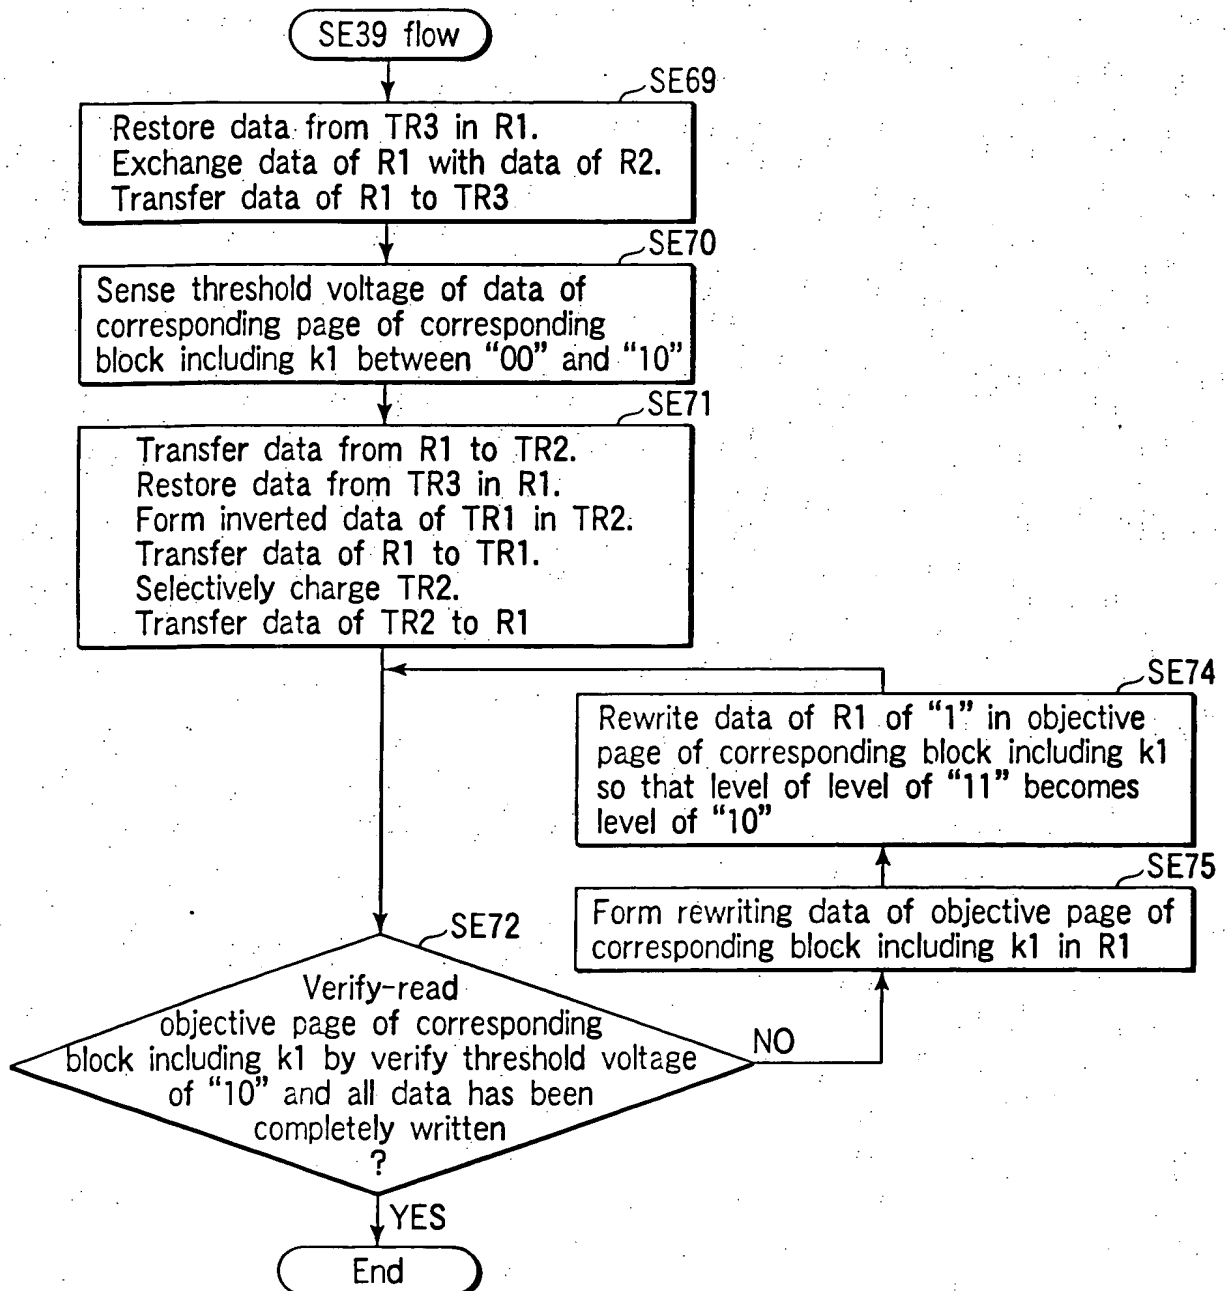 SE39 flow
SE69
Restore data from TR3 in R1.
Exchange data of R1 with data of R2.
Transfer data of R1 to TR3
SE70
Sense threshold voltage of data of
corresponding page of corresponding
block including k1 between “00” and “10”
SE71
Transfer data from R1 to TR2.
Restore data from TR3 in R1.
Form inverted data of TR1 in TR2.
Transfer data of R1 to TR1.
Selectively charge TR2.
Transfer data of TR2 to R1
SE74
Rewrite data of R1 of “1” in objective
page of corresponding block including k1
so that level of level of “11” becomes
level of “10”
SE75
Form rewriting data of objective page of
corresponding block including k1 in R1
SE72
Verify-read
objective page of corresponding
block including k1 by verify threshold voltage
of “10” and all data has been
completely written
?
NO
YES
End